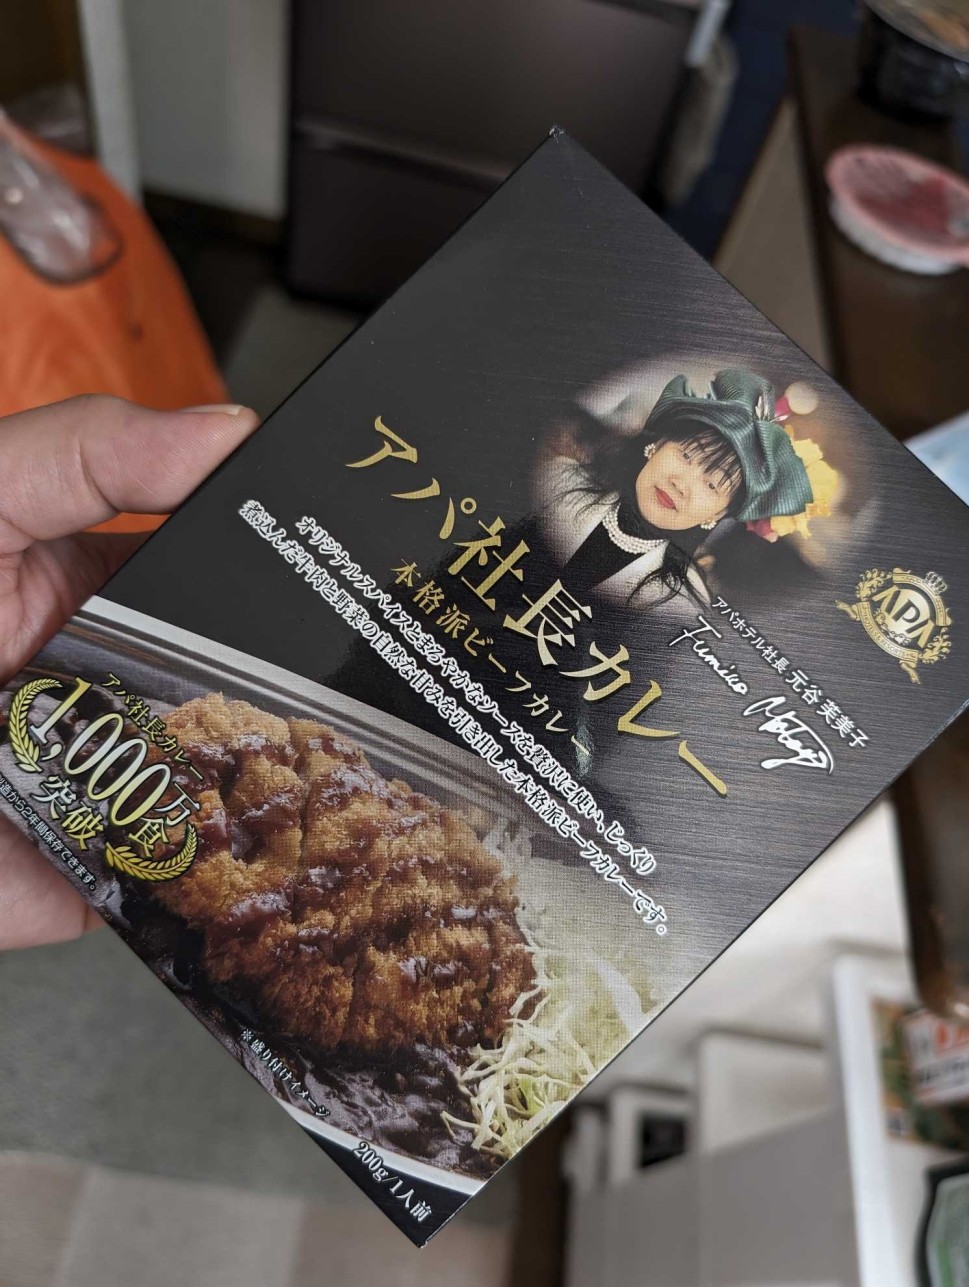 アパ社長カレー
本格派ビーフカレー
オリジナルスパイスとまろやかなソースを贅沢に使い、じっくり
煮込んだ牛肉と野菜の自然な甘みを引き出した本格派ビーフカレーです。
APA
アパホテル社長 元谷 芙美子
Fumiko Motoya
アパ社長カレー
1,000万食
突破
製造から2年間保存できます。
※盛り付けイメージ
200g/1人前